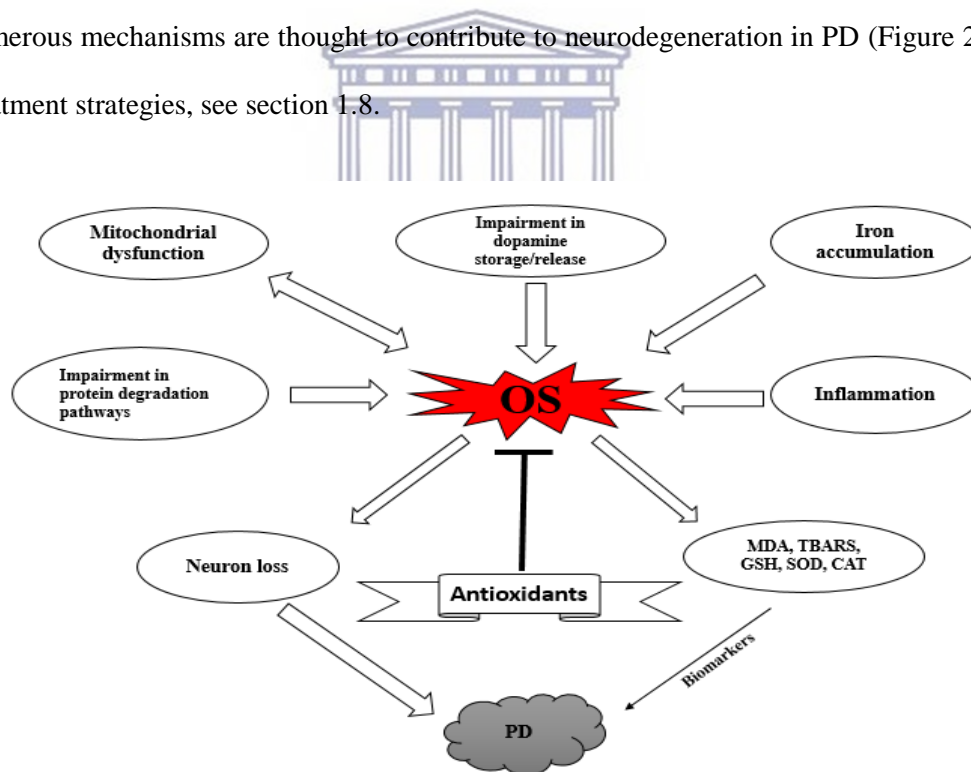 nerous mechanisms are thought to contribute to neurodegeneration in PD (Figure 2
atment strategies, see section 1.8.
Mitochondrial
dysfunction
Impairment in
dopamine
storage/release
Iron
accumulation
Impairment in
protein degradation
pathways
OS
Inflammation
Neuron loss
Antioxidants
MDA, TBARS,
GSH, SOD, CAT
Biomarkers
PD